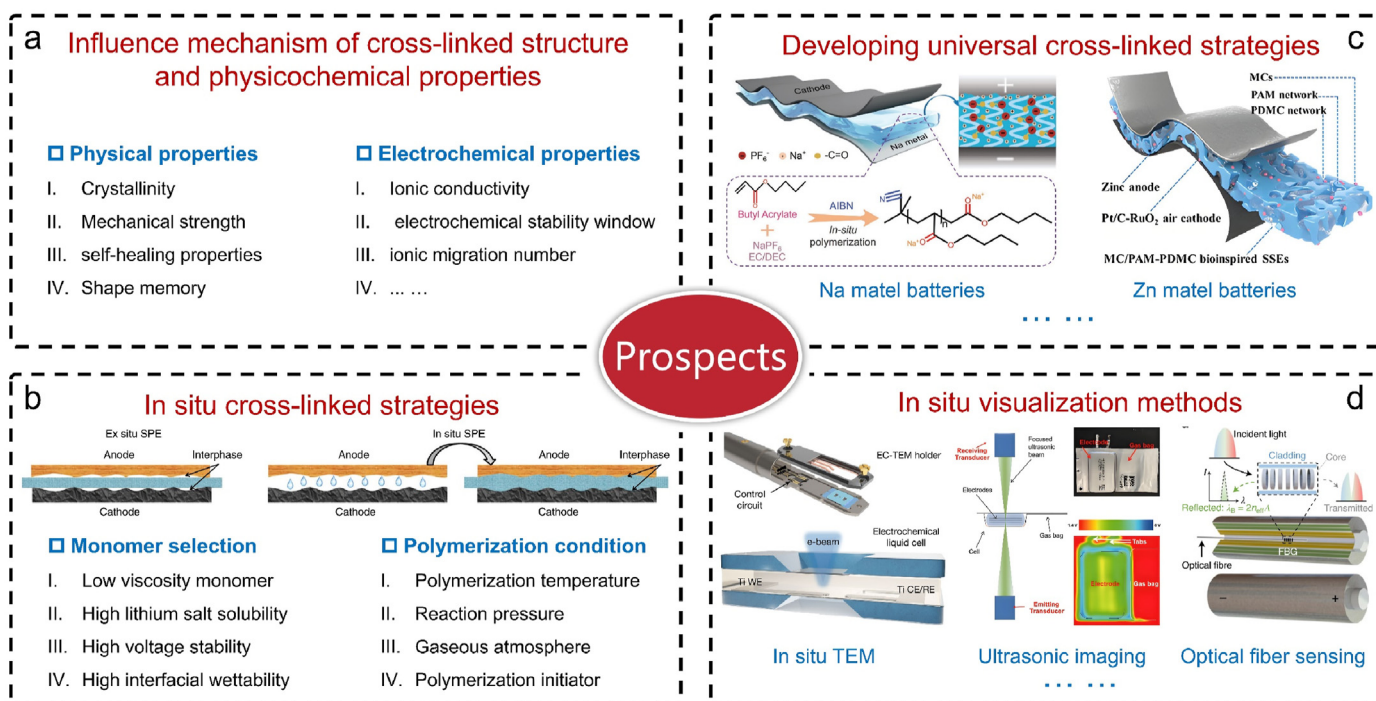 a
Influence mechanism of cross-linked structure
and physicochemical properties
Physical properties
I. Crystallinity
II. Mechanical strength
III. self-healing properties
IV. Shape memory
Electrochemical properties
I. Ionic conductivity
II. electrochemical stability window
III. ionic migration number
IV. ... ...
c
Developing universal cross-linked strategies
Cathode
Na metal
PF6-
Na+
-C=O
Butyl Acrylate
+
NaPF6
EC/DEC
AIBN
In-situ
polymerization
N
Na+
O
O
n
Na+
O
O
Na matel batteries
MCs
PAM network
PDMC network
Zinc anode
Pt/C-RuO2 air cathode
MC/PAM-PDMC bioinspired SSEs
Zn matel batteries
... ...
Prospects
b
In situ cross-linked strategies
Ex situ SPE
Anode
Interphase
Cathode
In situ SPE
Anode
Cathode
Anode
Interphase
Cathode
Monomer selection
I. Low viscosity monomer
II. High lithium salt solubility
III. High voltage stability
IV. High interfacial wettability
Polymerization condition
I. Polymerization temperature
II. Reaction pressure
III. Gaseous atmosphere
IV. Polymerization initiator
d
In situ visualization methods
EC-TEM holder
Control
circuit
Electrochemical
liquid cell
e-beam
Ti WE
Ti CE/RE
In situ TEM
Receiving
Transducer
Focused
ultrasonic
beam
Electrodes
Cell
Gas bag
Emitting
Transducer
Electrode
Gas bag
Tabs
Electrode
Gas bag
Ultrasonic imaging
Incident light
Cladding
Core
I
λ
Reflected: λB = 2neffΛ
Transmitted
FBG
Optical fibre
−
+
Optical fiber sensing
... ...